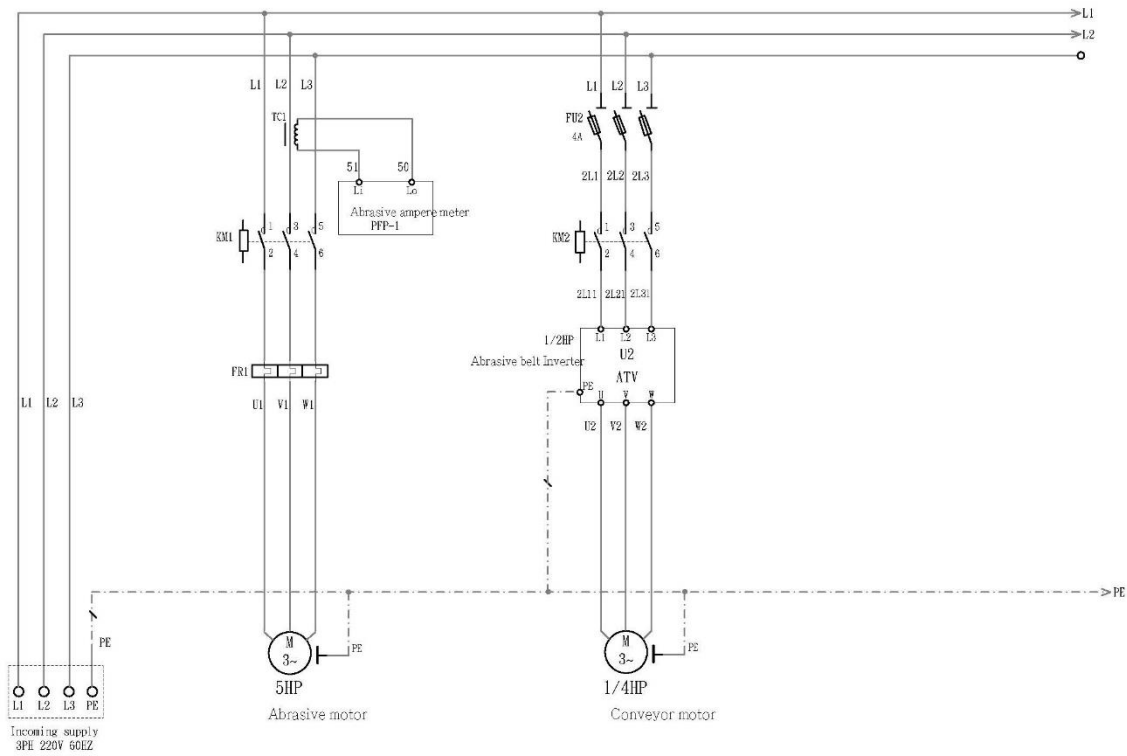 L1
L2
L1 L2 L3
L1 L2 L3
TC1
FU2
4A
51 50
2L1 2L2 2L3
Li Lo
Abrasive ampere meter
PFP-1
KM1
1 3 5
2 4 6
KM2
1 3 5
2 4 6
2L11 2L21 2L31
1/2HP
Abrasive belt Inverter
L1 L2 L3
U2
ATV
PE
U V W
FR1
L1 L2 L3
U1 V1 W1
U2 V2 W2
PE
PE
M
3~
PE
M
3~
PE
5HP
1/4HP
Abrasive motor
Conveyor motor
L1 L2 L3 PE
Incoming supply
3PH 220V 60HZ